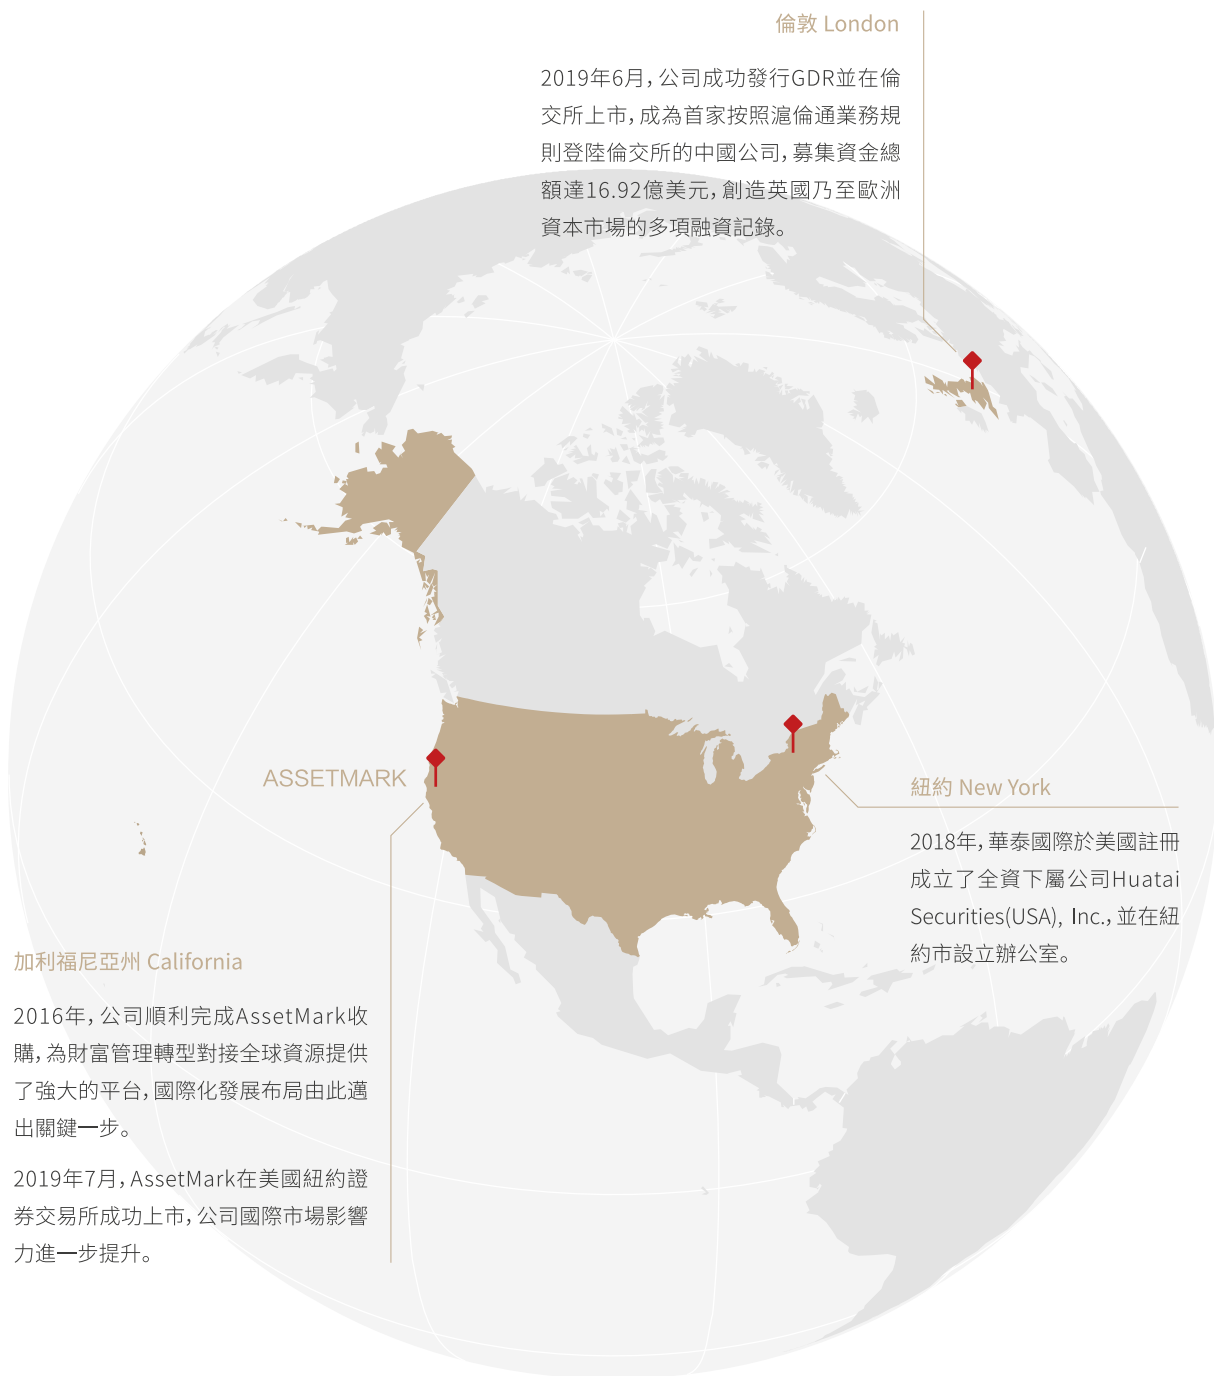 倫敦 London
2019年6月，公司成功發行GDR並在倫
交所上市，成為首家按照滬倫通業務規
則登陸倫交所的中國公司，募集資金總
額達16.92億美元，創造英國乃至歐洲
資本市場的多項融資記錄。
ASSETMARK
紐約 New York
2018年，華泰國際於美國註冊
成立了全資下屬公司Huatai
Securities(USA), Inc.，並在紐
約市設立辦公室。
加利福尼亞州 California
2016年，公司順利完成AssetMark收
購，為財富管理轉型對接全球資源提供
了強大的平台，國際化發展布局由此邁
出關鍵一步。
2019年7月，AssetMark在美國紐約證
券交易所成功上市，公司國際市場影響
力進一步提升。